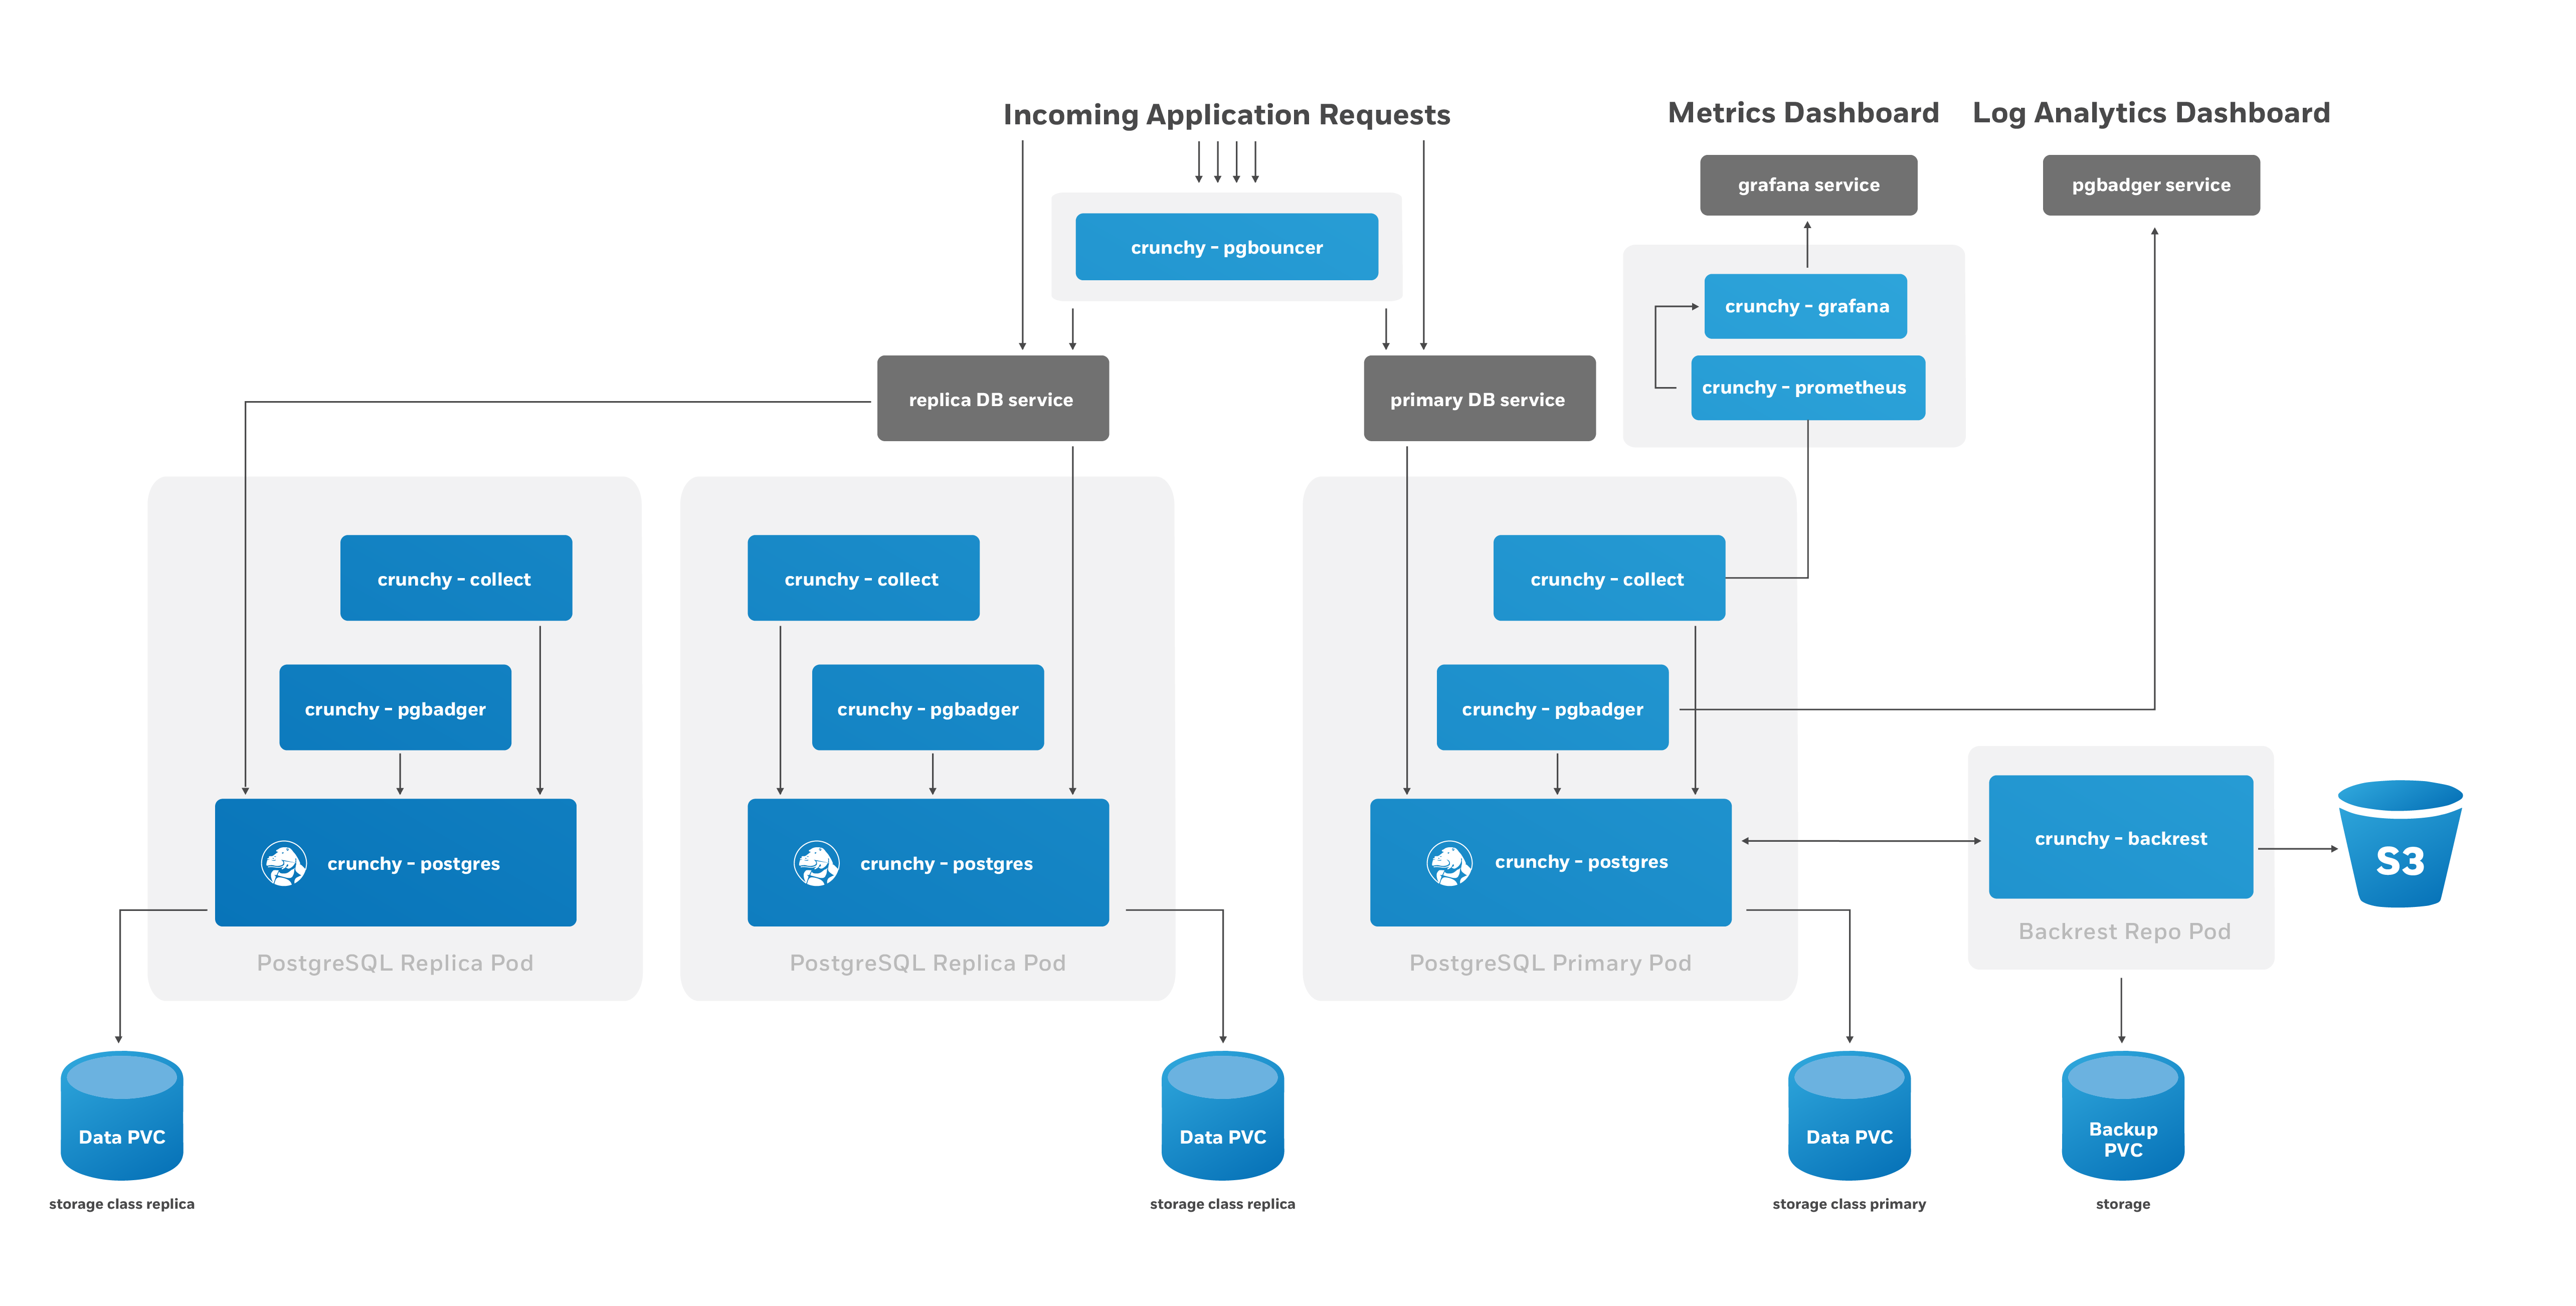 Incoming Application Requests
Metrics Dashboard
Log Analytics Dashboard
grafana service
pgbadger service
crunchy - pgbouncer
crunchy - grafana
crunchy - prometheus
replica DB service
primary DB service
crunchy - collect
crunchy - collect
crunchy - collect
crunchy - pgbadger
crunchy - pgbadger
crunchy - pgbadger
crunchy - postgres
crunchy - postgres
crunchy - postgres
crunchy - backrest
S3
PostgreSQL Replica Pod
PostgreSQL Replica Pod
PostgreSQL Primary Pod
Backrest Repo Pod
Data PVC
Data PVC
Data PVC
Backup
PVC
storage class replica
storage class replica
storage class primary
storage